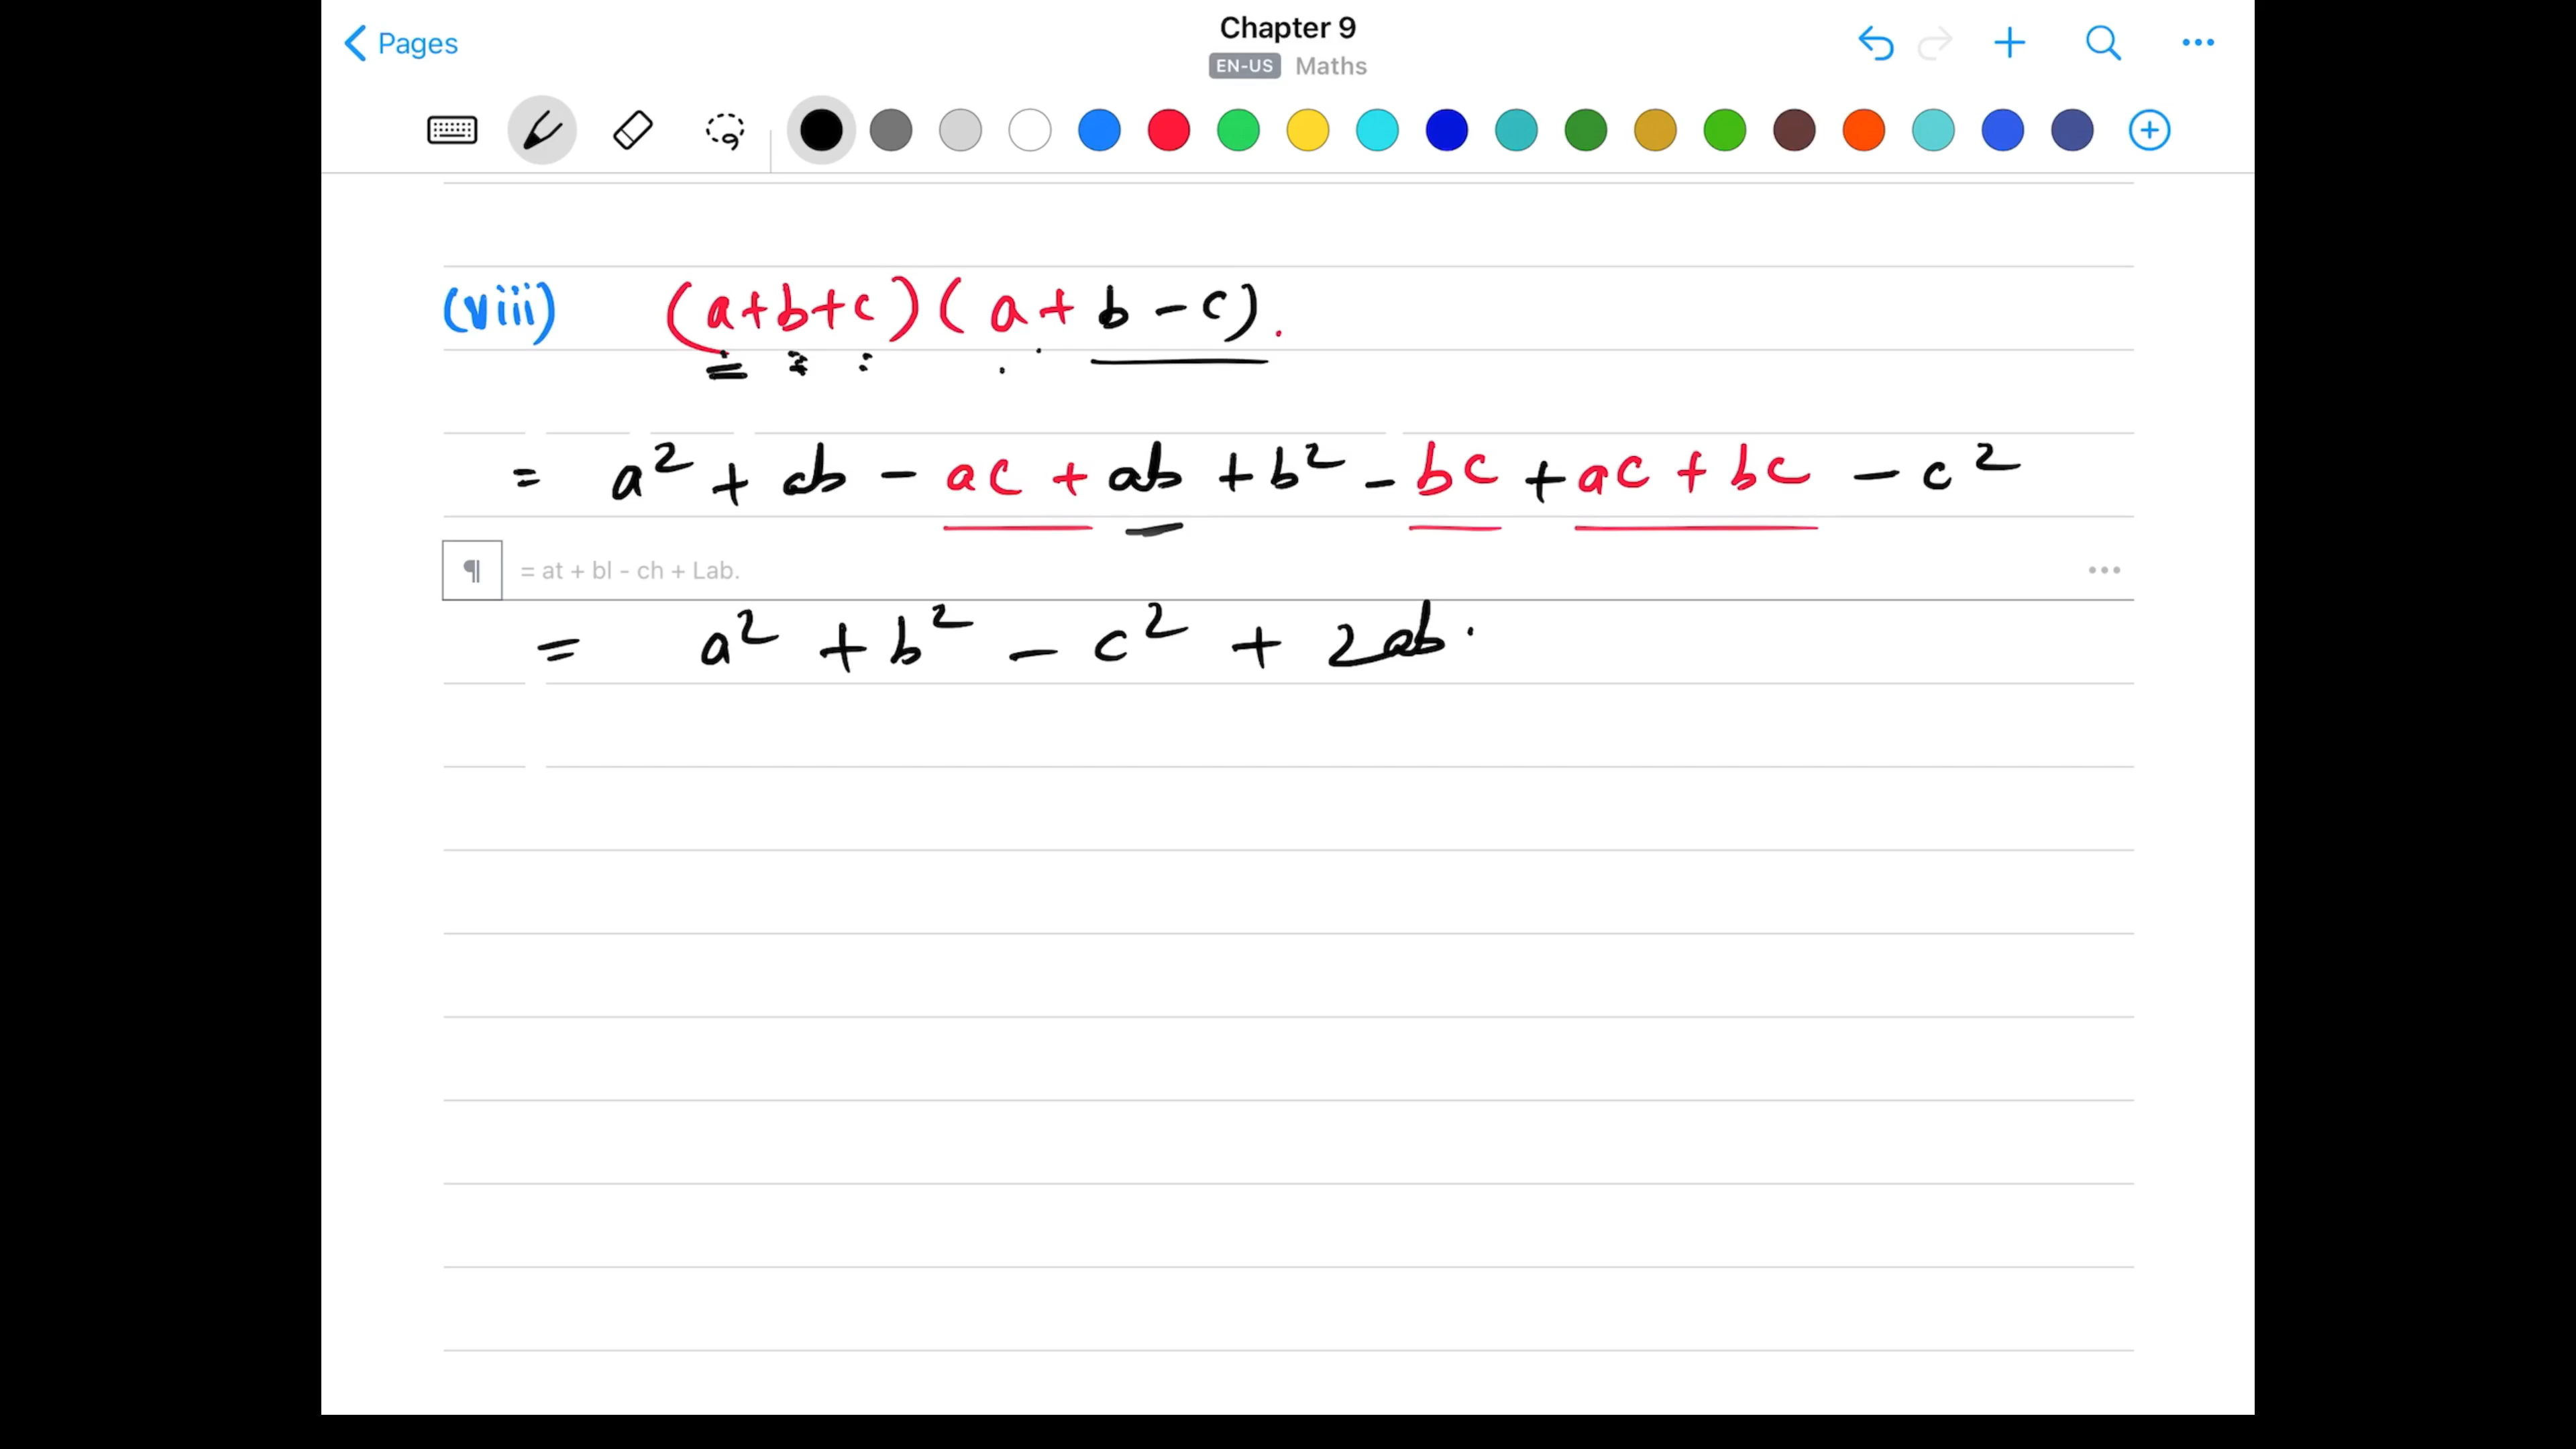 Pages
Chapter 9
EN-US Maths
(viii) (a+b+c)(a+b-c).
= a² + ab - ac + ab + b² - bc + ac + bc - c²
¶ = at + bl - ch + Lab.
= a² + b² - c² + 2ab.